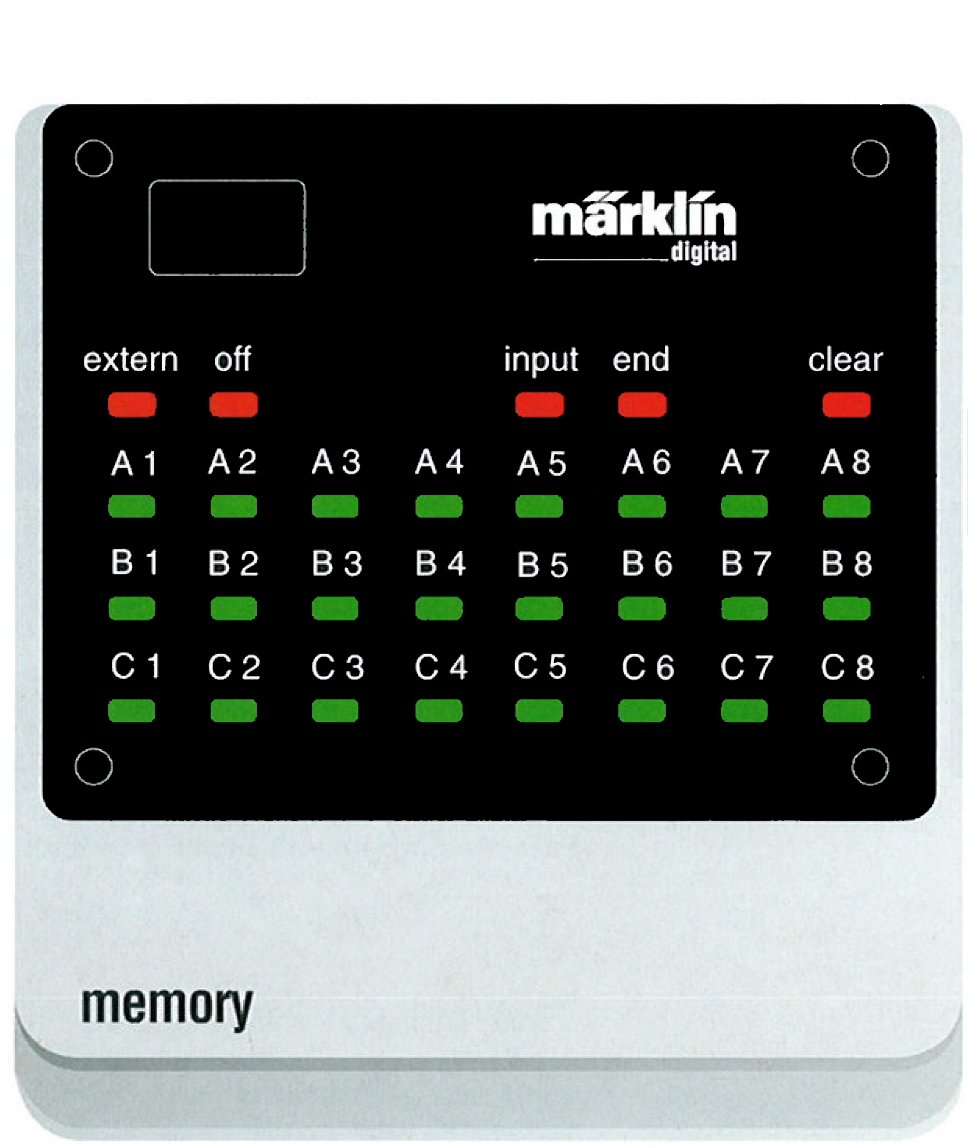 märklin
digital
extern off input end clear
A 1 A 2 A 3 A 4 A 5 A 6 A 7 A 8
B 1 B 2 B 3 B 4 B 5 B 6 B 7 B 8
C 1 C 2 C 3 C 4 C 5 C 6 C 7 C 8
memory